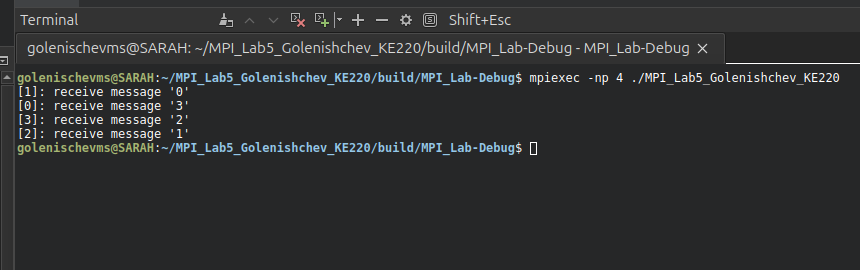 Terminal
Shift+Esc
golenischevms@SARAH: ~/MPI_Lab5_Golenishchev_KE220/build/MPI_Lab-Debug - MPI_Lab-Debug
golenischevms@SARAH:~/MPI_Lab5_Golenishchev_KE220/build/MPI_Lab-Debug$ mpiexec -np 4 ./MPI_Lab5_Golenishchev_KE220
[1]: receive message '0'
[0]: receive message '3'
[3]: receive message '2'
[2]: receive message '1'
golenischevms@SARAH:~/MPI_Lab5_Golenishchev_KE220/build/MPI_Lab-Debug$